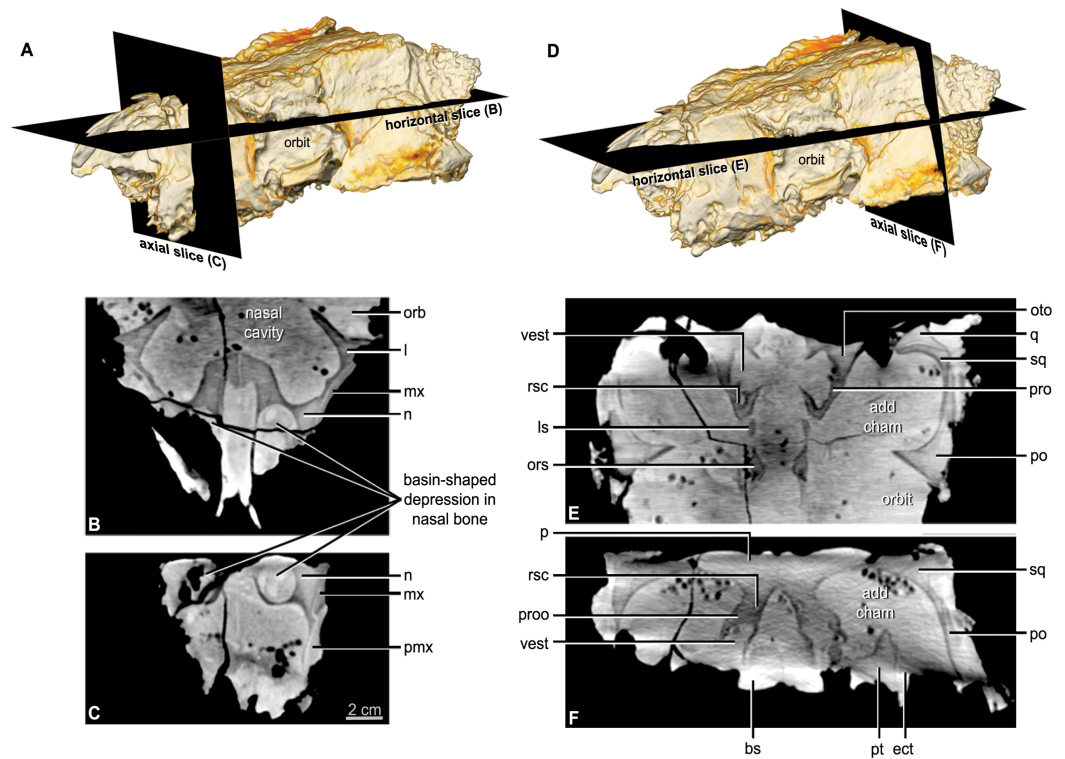 A
orbit
horizontal slice (B)
axial slice (C)
D
orbit
horizontal slice (E)
axial slice (F)
nasal
cavity
orb
l
mx
n
basin-shaped
depression in
nasal bone
B
n
mx
pmx
C
2 cm
vest
rsc
ls
ors
oto
q
sq
pro
add
cham
po
orbit
E
p
rsc
proo
vest
add
cham
sq
po
F
bs
pt
ect